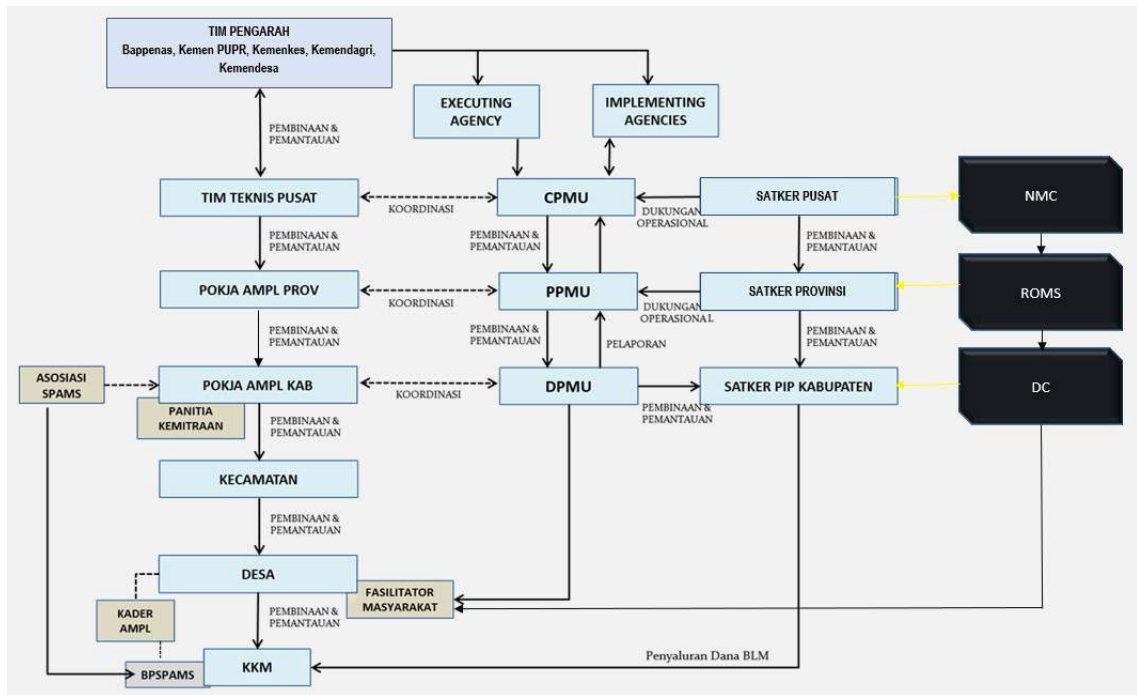 TIM PENGARAH
Bappenas, Kemen PUPR, Kemenkes, Kemendagri,
Kemendesa
EXECUTING
AGENCY
IMPLEMENTING
AGENCIES
PEMBINAAN &
PEMANTAUAN
TIM TEKNIS PUSAT
KOORDINASI
CPMU
DUKUNGAN
OPERASIONAL
SATKER PUSAT
NMC
PEMBINAAN &
PEMANTAUAN
PEMBINAAN &
PEMANTAUAN
PEMBINAAN &
PEMANTAUAN
POKJA AMPL PROV
KOORDINASI
PPMU
DUKUNGAN
OPERASIONAL
SATKER PROVINSI
ROMS
PEMBINAAN &
PEMANTAUAN
PEMBINAAN &
PEMANTAUAN
PELAPORAN
PEMBINAAN &
PEMANTAUAN
ASOSIASI
SPAMS
POKJA AMPL KAB
KOORDINASI
DPMU
PEMBINAAN &
PEMANTAUAN
SATKER PIP KABUPATEN
DC
PANITIA
KEMITRAAN
PEMBINAAN &
PEMANTAUAN
KECAMATAN
PEMBINAAN &
PEMANTAUAN
DESA
FASILITATOR
MASYARAKAT
KADER
AMPL
PEMBINAAN &
PEMANTAUAN
BPSPAMS
KKM
Penyaluran Dana BLM